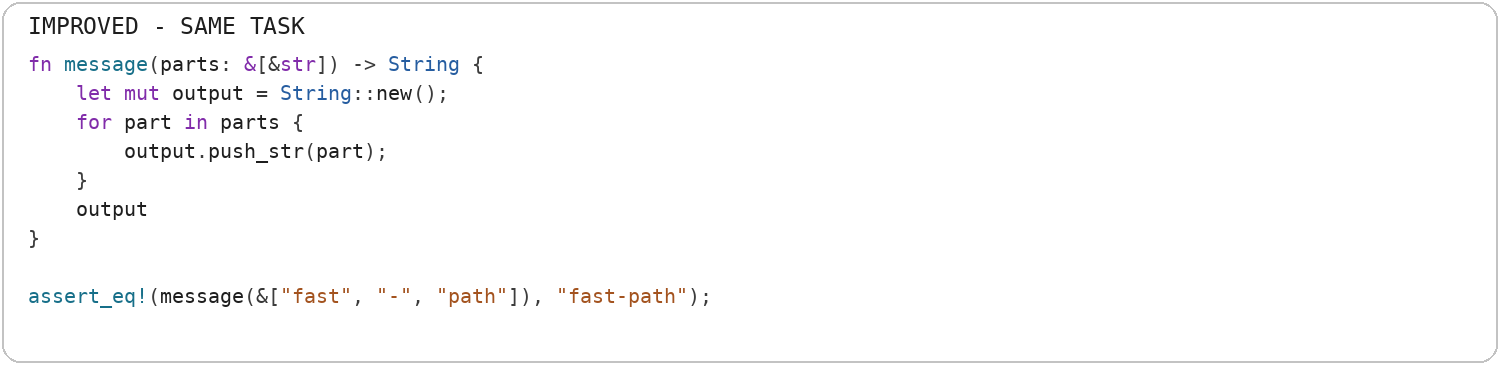 IMPROVED - SAME TASK
fn message(parts: &[&str]) -> String {
    let mut output = String::new();
    for part in parts {
        output.push_str(part);
    }
    output
}
assert_eq!(message(&["fast", "-", "path"]), "fast-path");